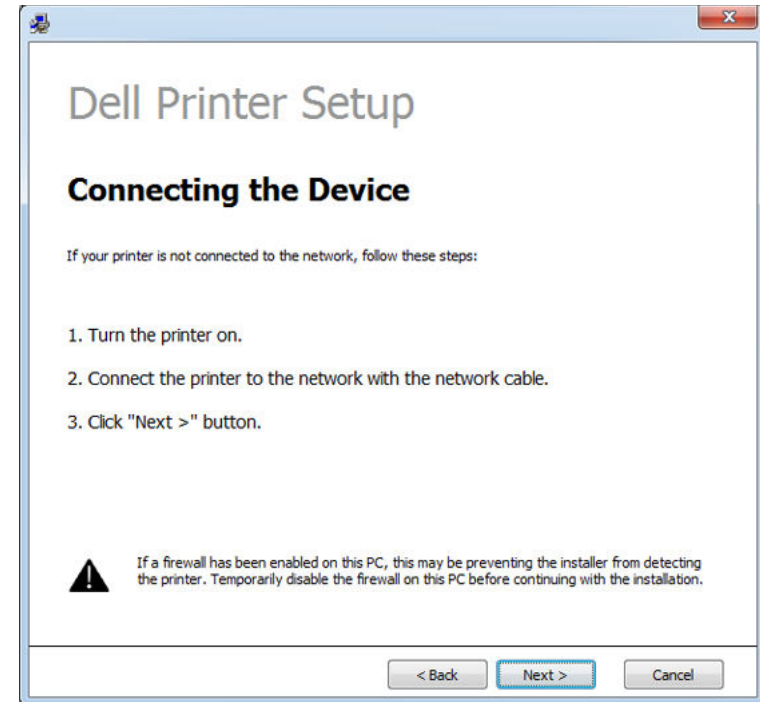 Dell Printer Setup
Connecting the Device
If your printer is not connected to the network, follow these steps:
1. Turn the printer on.
2. Connect the printer to the network with the network cable.
3. Click "Next >" button.
If a firewall has been enabled on this PC, this may be preventing the installer from detecting
the printer. Temporarily disable the firewall on this PC before continuing with the installation.
< Back Next > Cancel